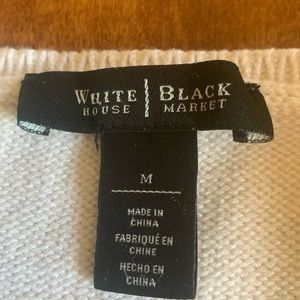 WHITE | BLACK
HOUSE | MARKET
M
MADE IN
CHINA
FABRIQUÉ EN
CHINE
HECHO EN
CHINA